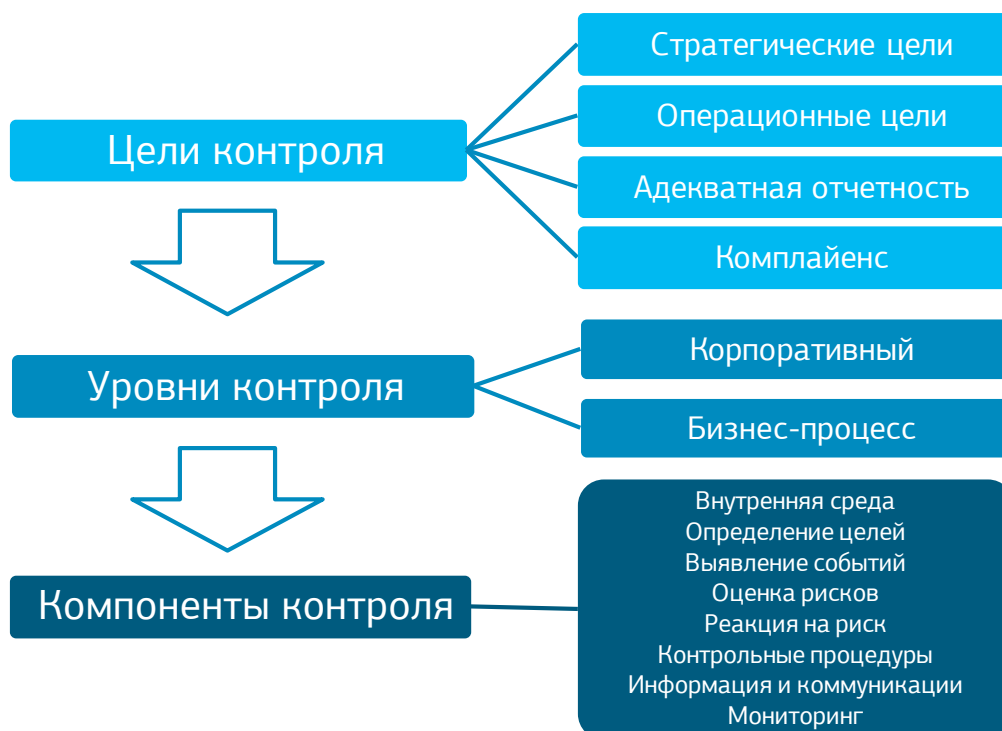 Цели контроля
Стратегические цели
Операционные цели
Адекватная отчетность
Комплайенс
Уровни контроля
Корпоративный
Бизнес-процесс
Компоненты контроля
Внутренняя среда
Определение целей
Выявление событий
Оценка рисков
Реакция на риск
Контрольные процедуры
Информация и коммуникации
Мониторинг